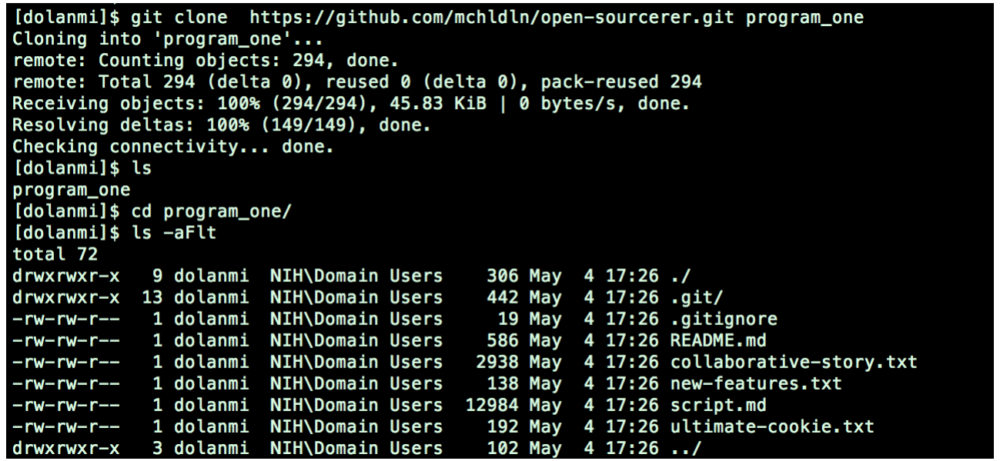 [dolanmi]$ git clone  https://github.com/mchldln/open-sourcerer.git program_one
Cloning into 'program_one'...
remote: Counting objects: 294, done.
remote: Total 294 (delta 0), reused 0 (delta 0), pack-reused 294
Receiving objects: 100% (294/294), 45.83 KiB | 0 bytes/s, done.
Resolving deltas: 100% (149/149), done.
Checking connectivity... done.
[dolanmi]$ ls
program_one
[dolanmi]$ cd program_one/
[dolanmi]$ ls -aFlt
total 72
drwxrwxr-x   9 dolanmi  NIH\Domain Users    306 May  4 17:26 ./
drwxrwxr-x  13 dolanmi  NIH\Domain Users    442 May  4 17:26 .git/
-rw-rw-r--   1 dolanmi  NIH\Domain Users     19 May  4 17:26 .gitignore
-rw-rw-r--   1 dolanmi  NIH\Domain Users    586 May  4 17:26 README.md
-rw-rw-r--   1 dolanmi  NIH\Domain Users   2938 May  4 17:26 collaborative-story.txt
-rw-rw-r--   1 dolanmi  NIH\Domain Users    138 May  4 17:26 new-features.txt
-rw-rw-r--   1 dolanmi  NIH\Domain Users  12984 May  4 17:26 script.md
-rw-rw-r--   1 dolanmi  NIH\Domain Users    192 May  4 17:26 ultimate-cookie.txt
drwxrwxr-x   3 dolanmi  NIH\Domain Users    102 May  4 17:26 ../